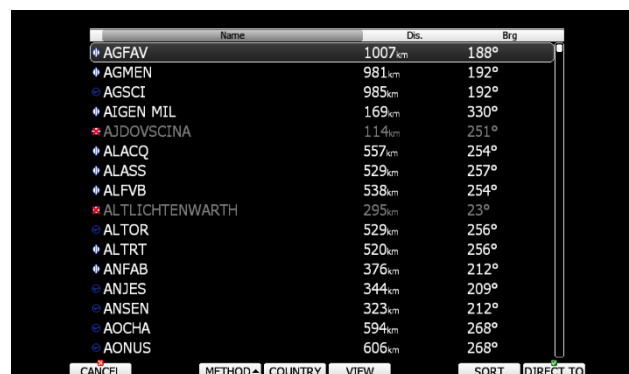 Name Dis. Brg
AGFAV 1007km 188°
AGMEN 981km 192°
AGSCI 985km 192°
AIGEN MIL 169km 330°
AJDOVSCINA 114km 251°
ALACQ 557km 254°
ALASS 529km 257°
ALFVB 538km 254°
ALTLICHTENWARTH 295km 23°
ALTOR 529km 256°
ALTRT 520km 256°
ANFAB 376km 212°
ANJES 344km 209°
ANSEN 323km 212°
AOCHA 594km 268°
AONUS 606km 268°
CANCEL METHOD COUNTRY VIEW SORT DIRECT TO